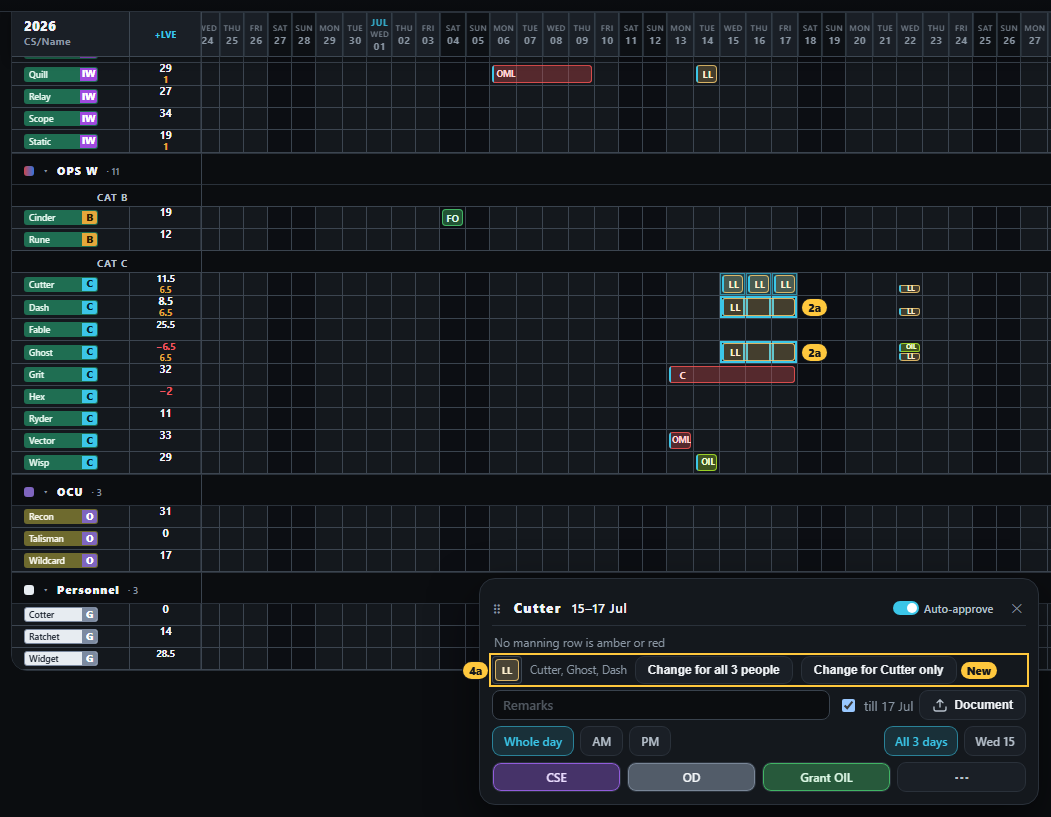 2026
CS/Name
+LVE
JUL
WED THU FRI SAT SUN MON TUE WED THU FRI SAT SUN MON TUE WED THU FRI SAT SUN MON TUE WED THU FRI SAT SUN MON TUE WED THU FRI SAT SUN MON
24 25 26 27 28 29 30 01 02 03 04 05 06 07 08 09 10 11 12 13 14 15 16 17 18 19 20 21 22 23 24 25 26 27
Quill IW 29 OML LL
1
Relay IW 27
Scope IW 34
Static IW 19
1
OPS W · 11
CAT B
Cinder B 19 FO
Rune B 12
CAT C
Cutter C 11.5 LL LL LL
6.5 LL
Dash C 8.5 LL 2a
6.5 LL
Fable C 25.5
Ghost C −6.5 LL 2a OIL
6.5 LL
Grit C 32 C
Hex C −2
Ryder C 11
Vector C 33 OML
Wisp C 29 OIL
OCU · 3
Recon O 31
Talisman O 0
Wildcard O 17
Personnel · 3
Cotter G 0
Ratchet G 14
Widget G 28.5
Cutter 15–17 Jul Auto-approve
No manning row is amber or red
4a LL Cutter, Ghost, Dash Change for all 3 people Change for Cutter only New
Remarks till 17 Jul Document
Whole day AM PM All 3 days Wed 15
CSE OD Grant OIL ---